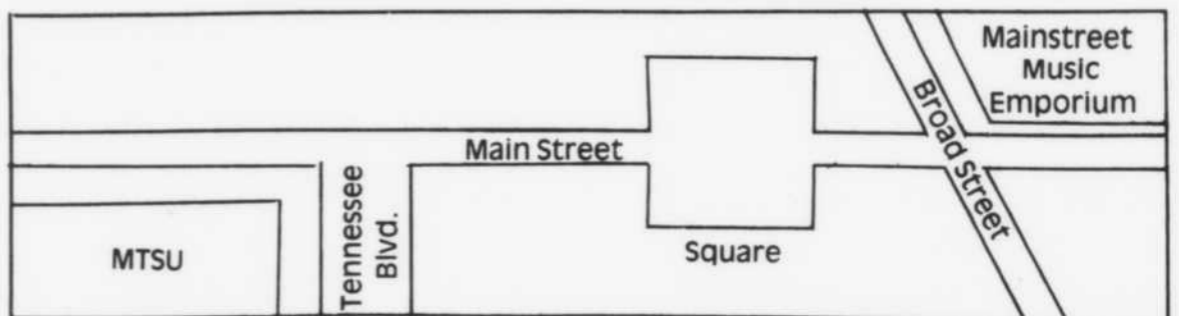 Mainstreet
Music
Emporium
Broad Street
Main Street
Tennessee
Blvd.
Square
MTSU